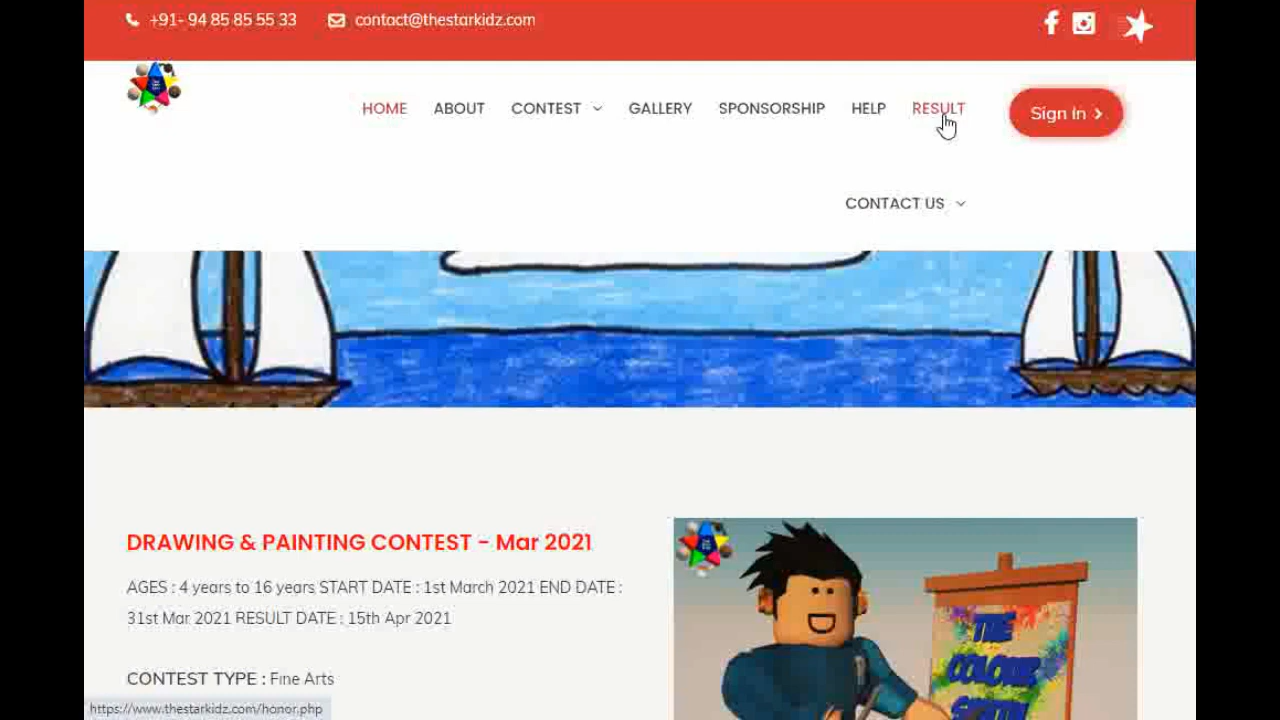 +91- 94 85 85 55 33 contact@thestarkidz.com
HOME ABOUT CONTEST GALLERY SPONSORSHIP HELP RESULT Sign In
CONTACT US
DRAWING & PAINTING CONTEST - Mar 2021
AGES : 4 years to 16 years START DATE : 1st March 2021 END DATE :
31st Mar 2021 RESULT DATE : 15th Apr 2021
CONTEST TYPE : Fine Arts
THE
https://www.thestarkidz.com/honor.php